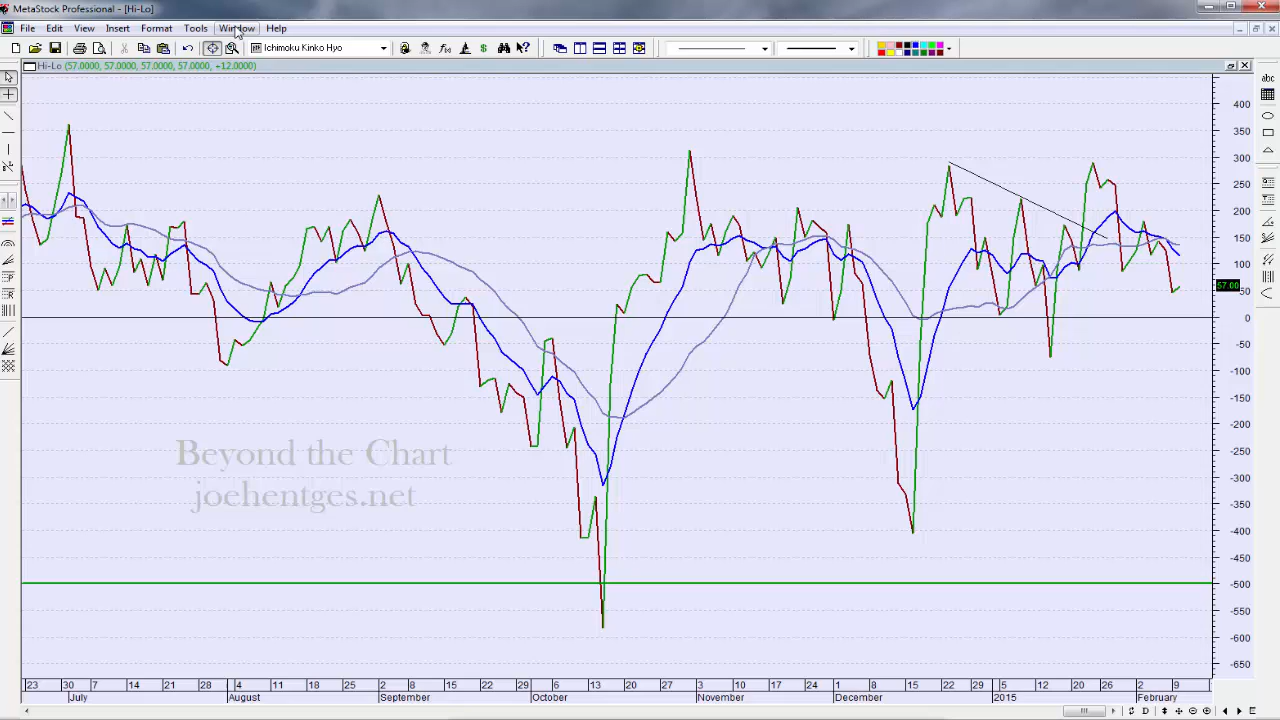 MetaStock Professional - [Hi-Lo]
File Edit View Insert Format Tools Window Help
Ichimoku Kinko Hyo
Hi-Lo (57.0000, 57.0000, 57.0000, 57.0000, +12.0000)
abc
400
350
300
250
200
150
100
57.00
50
0
-50
-100
-150
-200
-250
-300
-350
-400
-450
-500
-550
-600
-650
Beyond the Chart
joehentges.net
23 30 7 14 21 28 4 11 18 25 2 8 15 22 29 6 13 20 27 3 10 17 24 1 8 15 22 29 5 12 20 26 2 9
July August September October November December 2015 February
D